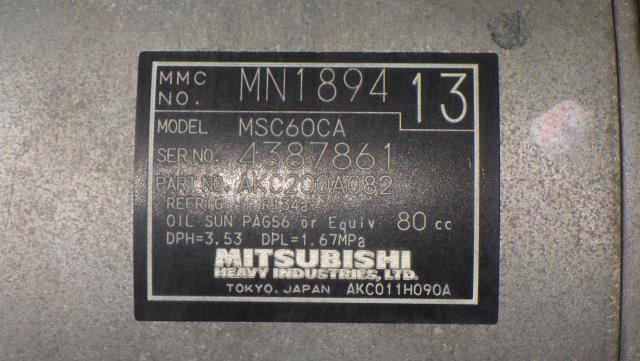 MMC NO. MN1894 13
MODEL MSC60CA
SER NO. 4387861
PART NO. AKC200A082
REFRIG R134a
OIL SUN PAG56 or Equiv 80 cc
DPH=3.53 DPL=1.67MPa
MITSUBISHI
HEAVY INDUSTRIES, LTD.
TOKYO, JAPAN AKC011H090A